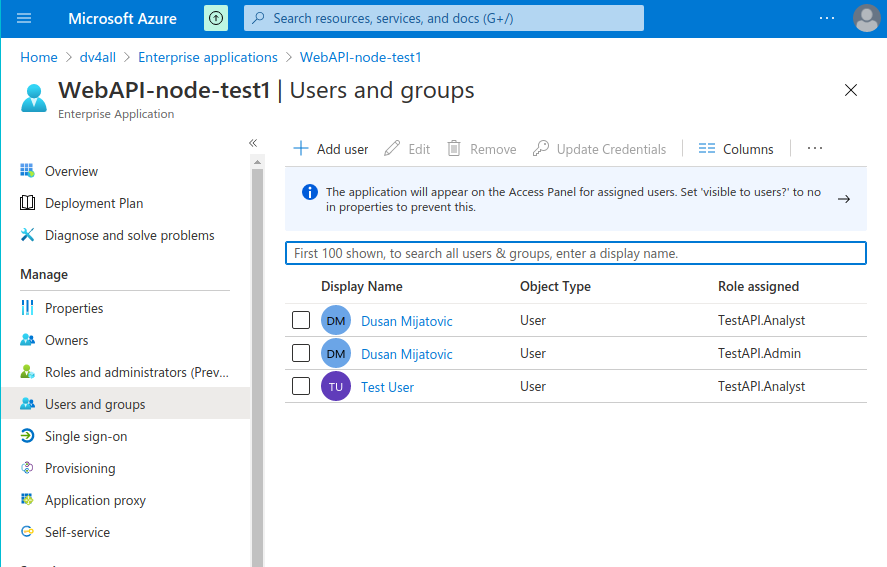 Microsoft Azure
Search resources, services, and docs (G+/)
Home > dv4all > Enterprise applications > WebAPI-node-test1
WebAPI-node-test1 | Users and groups
Enterprise Application
Overview
Deployment Plan
Diagnose and solve problems
Manage
Properties
Owners
Roles and administrators (Prev...
Users and groups
Single sign-on
Provisioning
Application proxy
Self-service
Add user Edit Remove Update Credentials Columns
The application will appear on the Access Panel for assigned users. Set 'visible to users?' to no
in properties to prevent this.
First 100 shown, to search all users & groups, enter a display name.
Display Name Object Type Role assigned
DM Dusan Mijatovic User TestAPI.Analyst
DM Dusan Mijatovic User TestAPI.Admin
TU Test User User TestAPI.Analyst